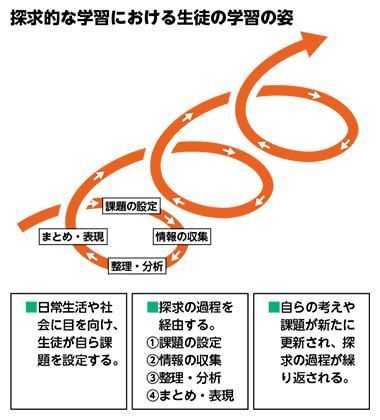 探求的な学習における生徒の学習の姿
課題の設定
まとめ・表現
情報の収集
整理・分析
■日常生活や社
会に目を向け、
生徒が自ら課
題を設定する。
■探求の過程を
経由する。
①課題の設定
②情報の収集
③整理・分析
④まとめ・表現
■自らの考えや
課題が新たに
更新され、探
求の過程が繰
り返される。